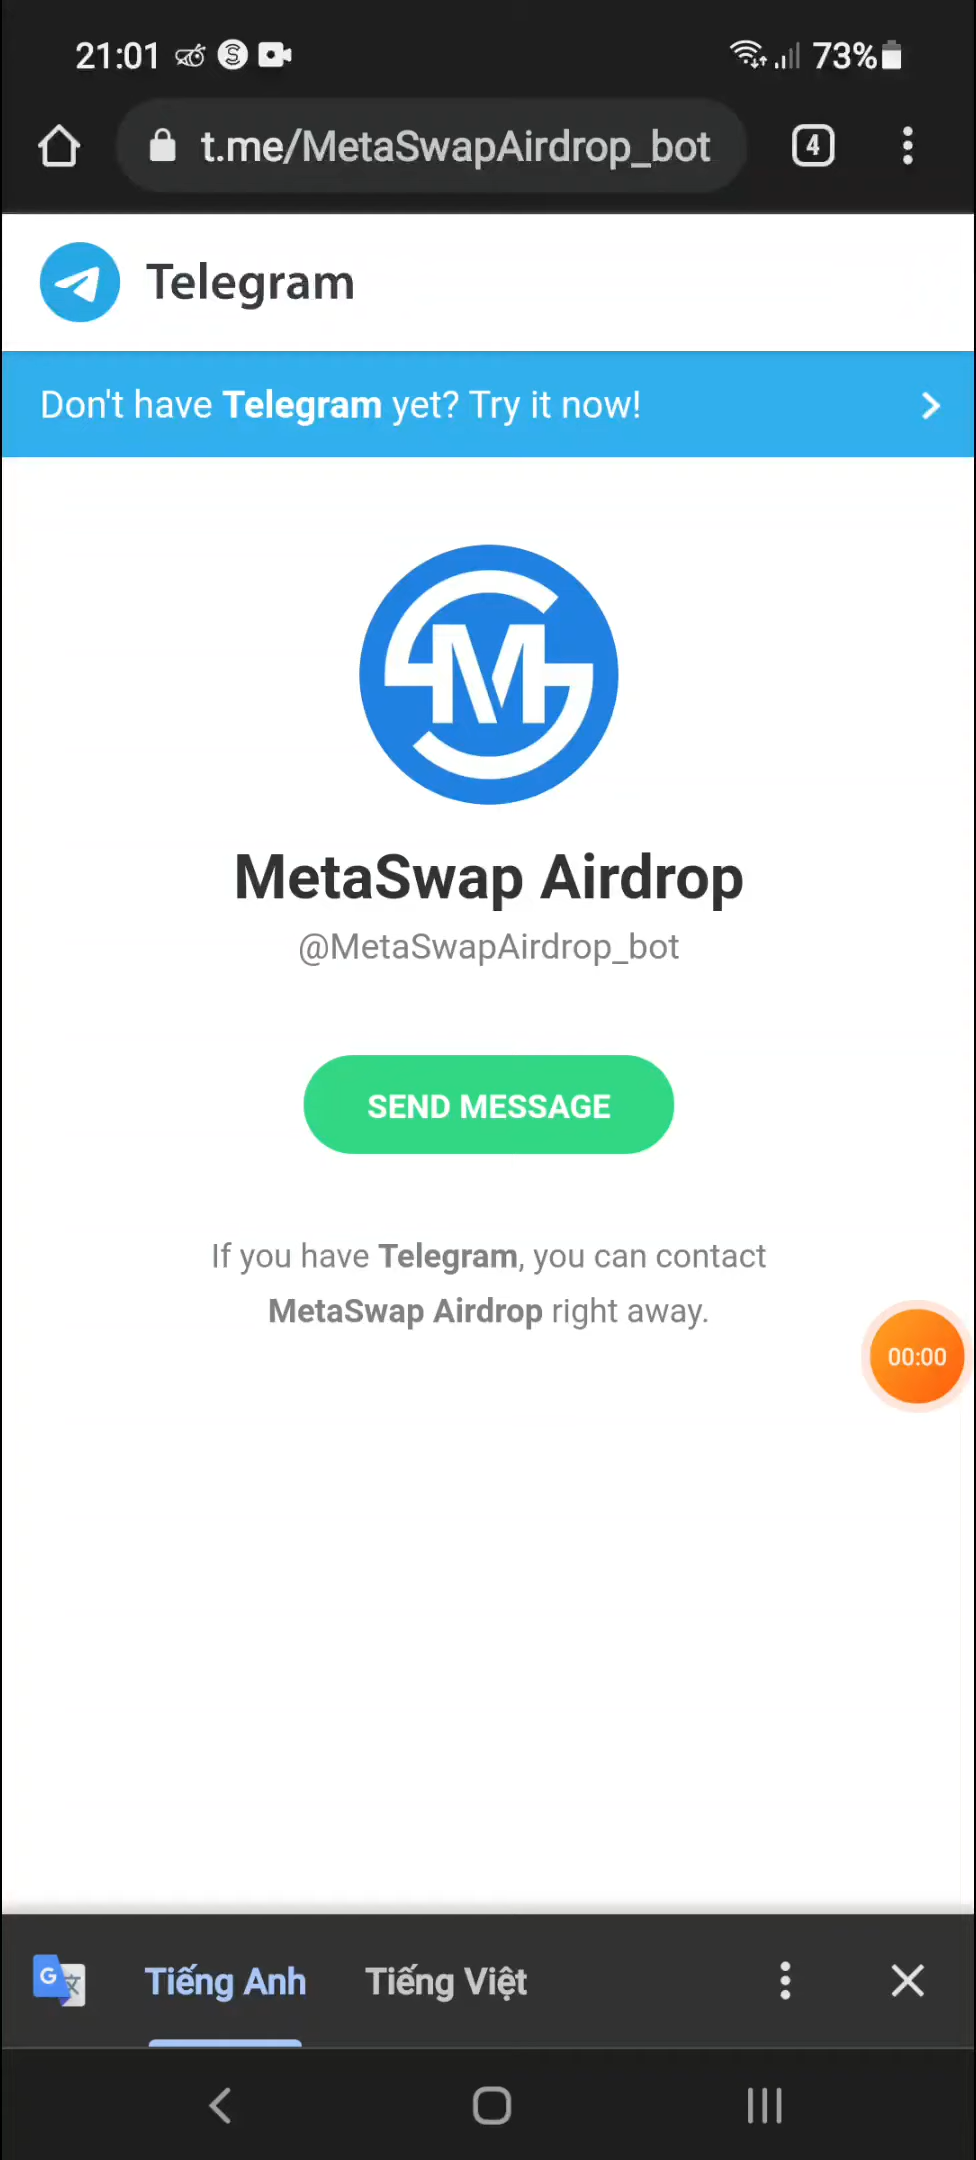 21:01
73%
t.me/MetaSwapAirdrop_bot
4
Telegram
Don't have Telegram yet? Try it now!
MetaSwap Airdrop
@MetaSwapAirdrop_bot
SEND MESSAGE
If you have Telegram, you can contact
MetaSwap Airdrop right away.
00:00
Tiếng Anh Tiếng Việt